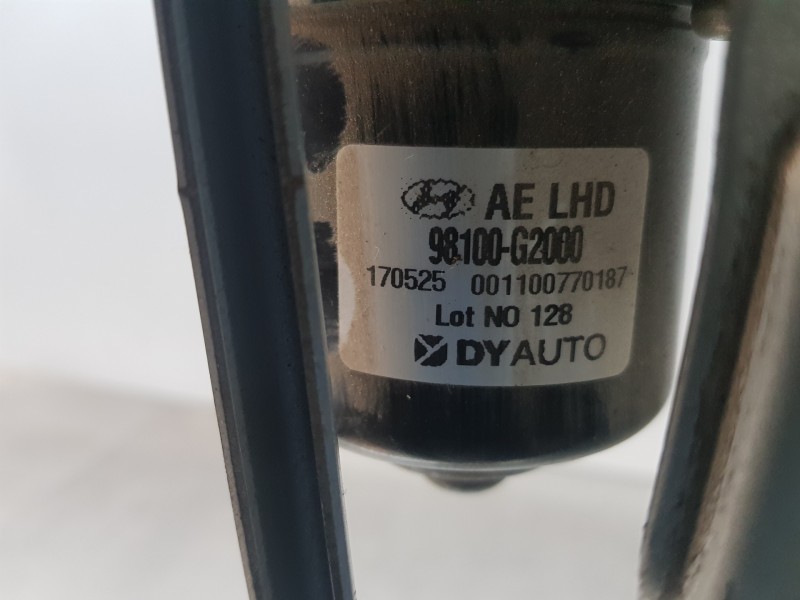 AE LHD
98100-G2000
170525 001100770187
Lot NO 128
DYAUTO